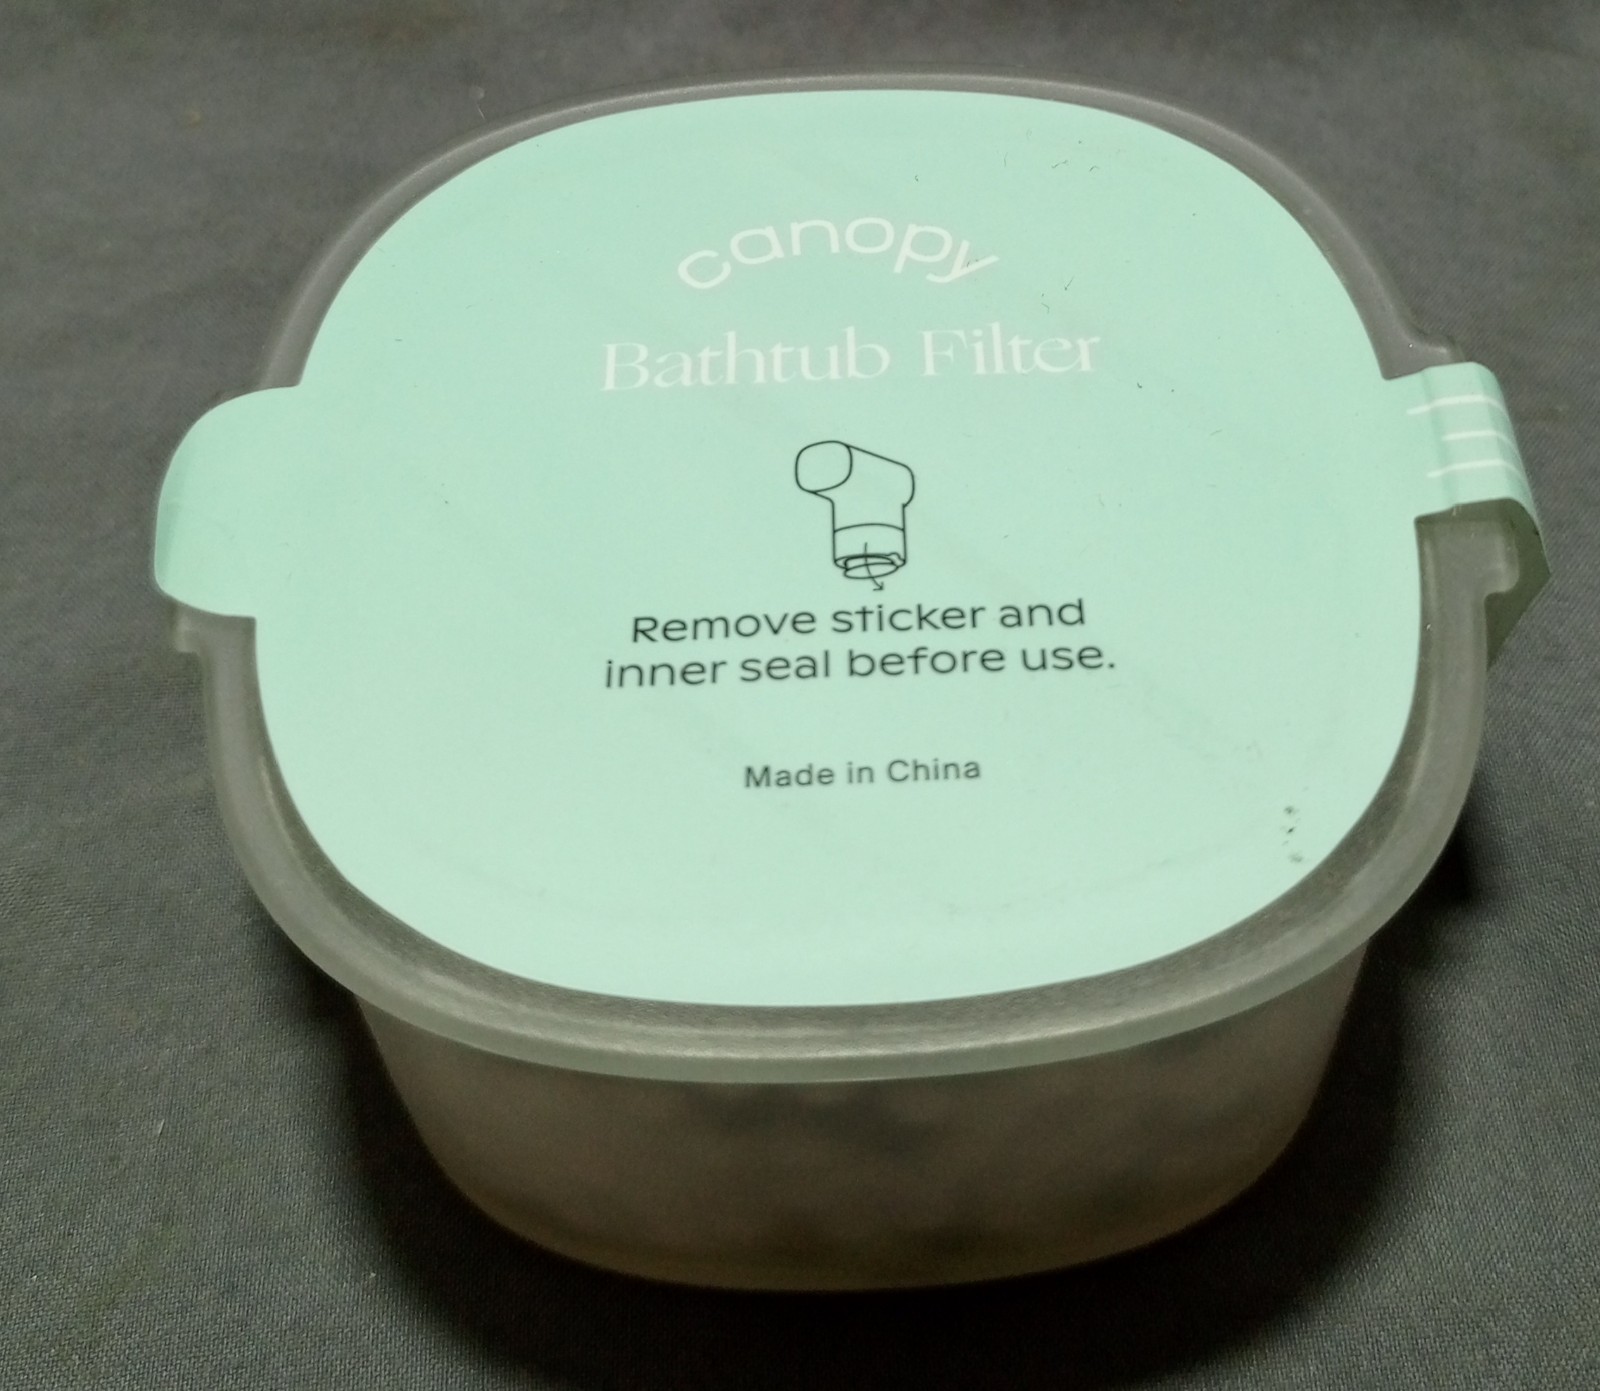 canopy
Bathtub Filter
Remove sticker and
inner seal before use.
Made in China